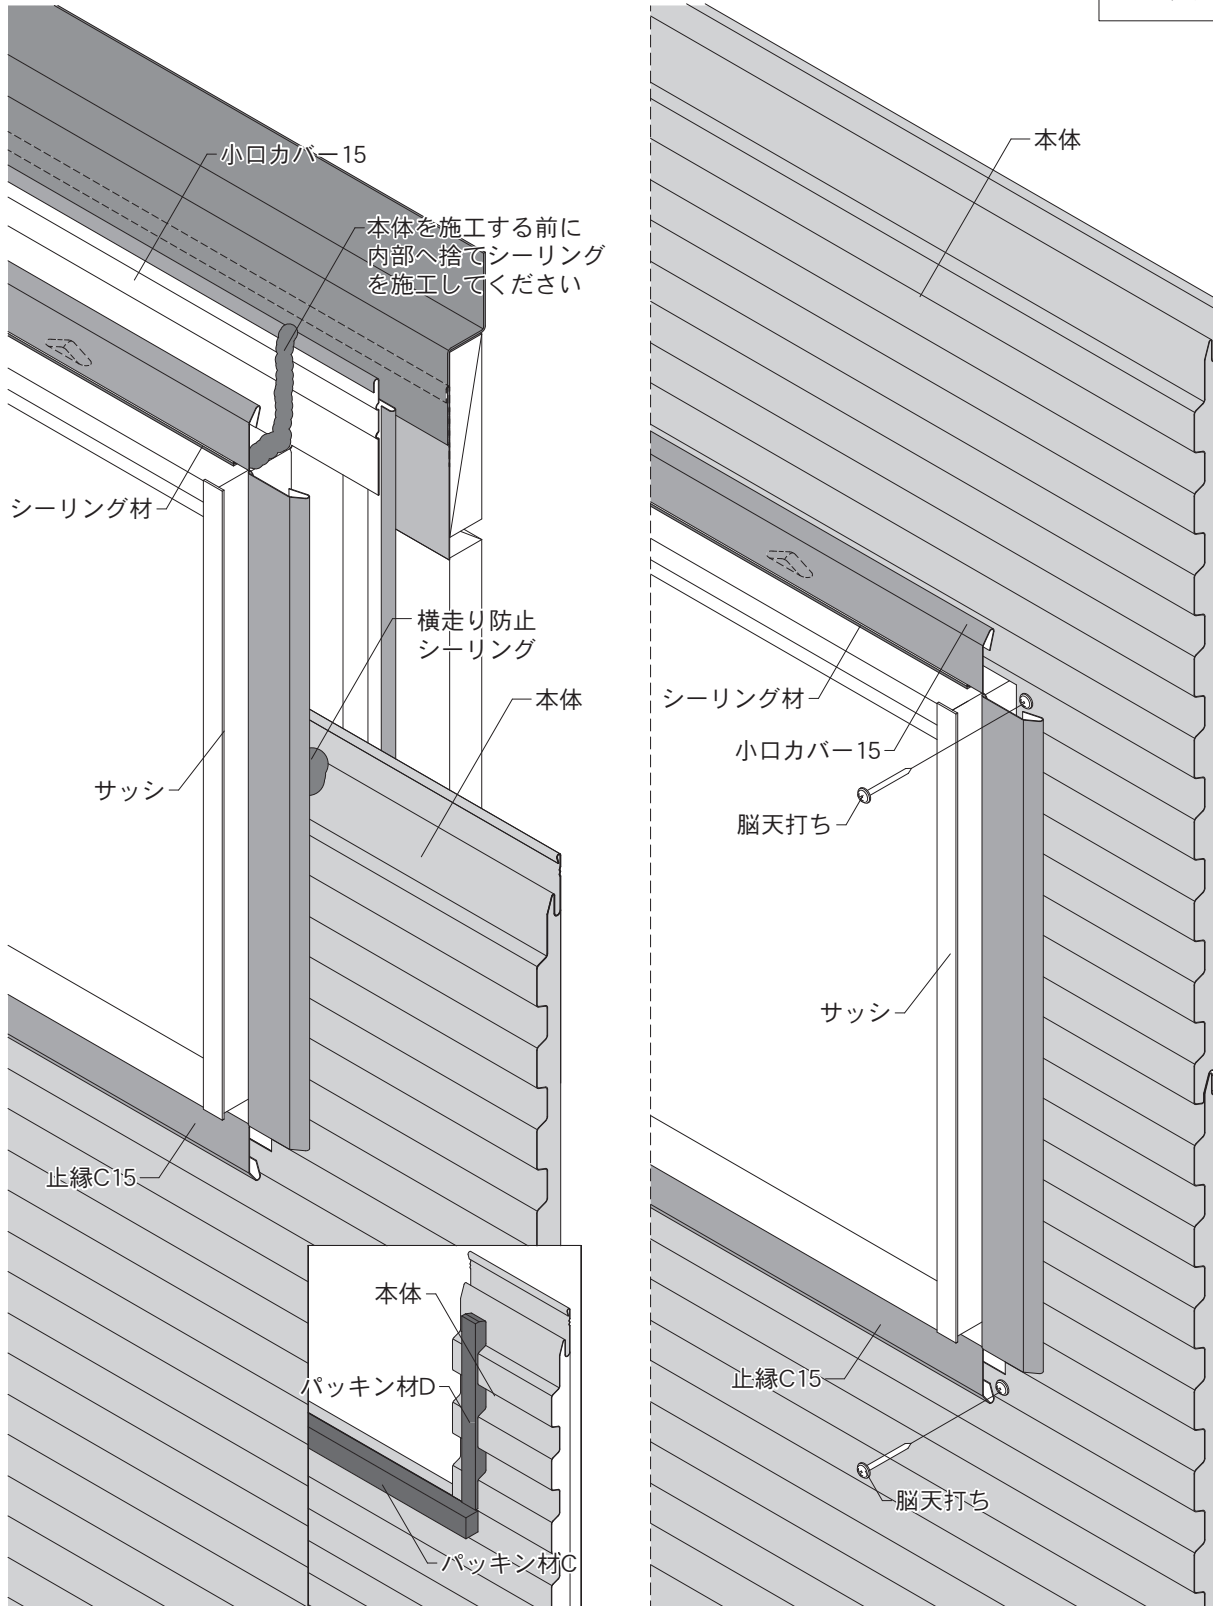 小口カバー15
本体を施工する前に
内部へ捨てシーリング
を施工してください
シーリング材
横走り防止
シーリング
本体
サッシ
止縁C15
本体
パッキン材D
パッキン材C
本体
シーリング材
小口カバー15
脳天打ち
サッシ
止縁C15
脳天打ち